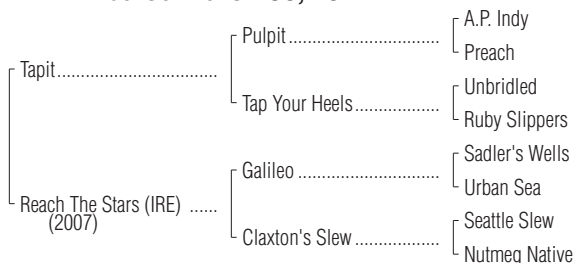 Pulpit
A.P. Indy
Preach
Tapit
Tap Your Heels
Unbridled
Ruby Slippers
Galileo
Sadler's Wells
Urban Sea
Reach The Stars (IRE)
(2007)
Claxton's Slew
Seattle Slew
Nutmeg Native